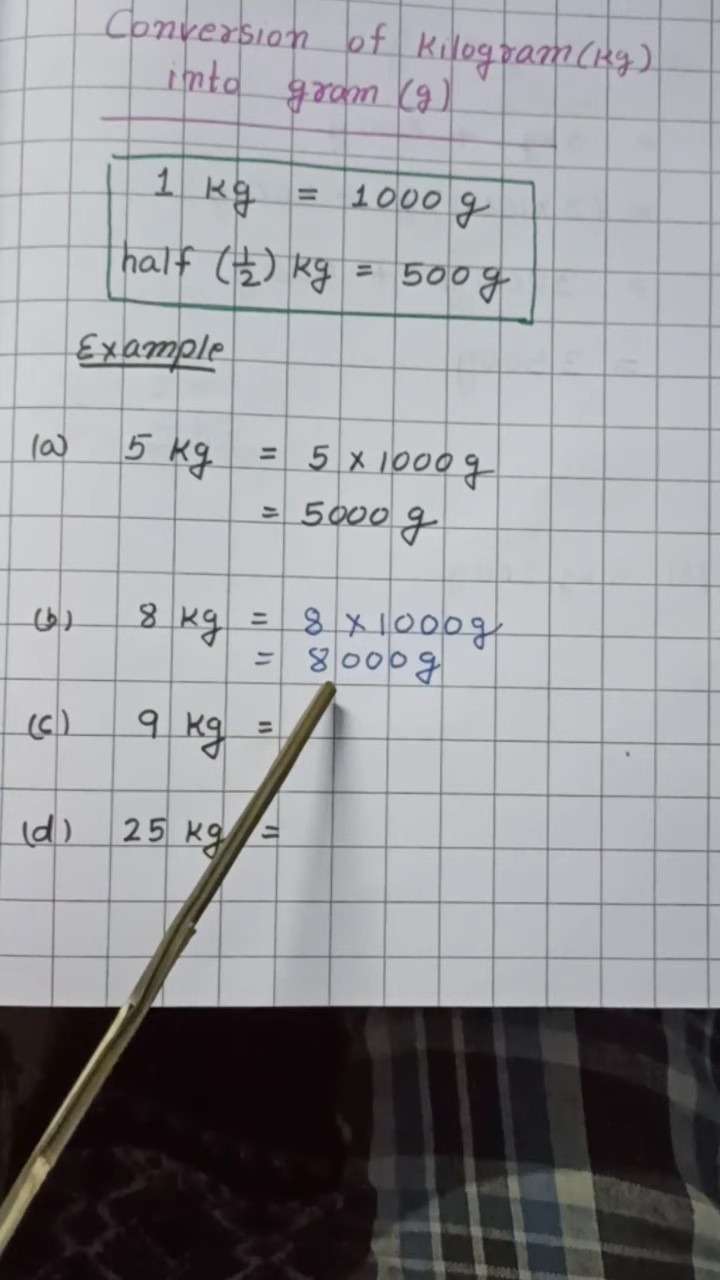 Conversion of Kilogram(Kg)
into gram (g)
1 Kg = 1000 g
half (1/2) Kg = 500 g
Example
(a) 5 Kg = 5 × 1000 g
= 5000 g
(b) 8 Kg = 8 × 1000 g
= 8000 g
(c) 9 Kg =
(d) 25 Kg =